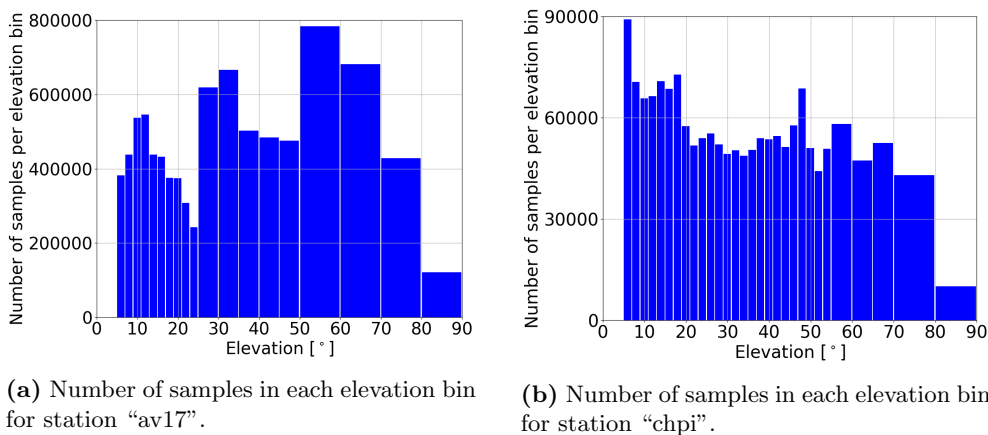 Number of samples per elevation bin
800000
600000
400000
200000
0
0 10 20 30 40 50 60 70 80 90
Elevation [°]
(a) Number of samples in each elevation bin
for station “av17”.
Number of samples per elevation bin
90000
60000
30000
0
0 10 20 30 40 50 60 70 80 90
Elevation [°]
(b) Number of samples in each elevation bin
for station “chpi”.